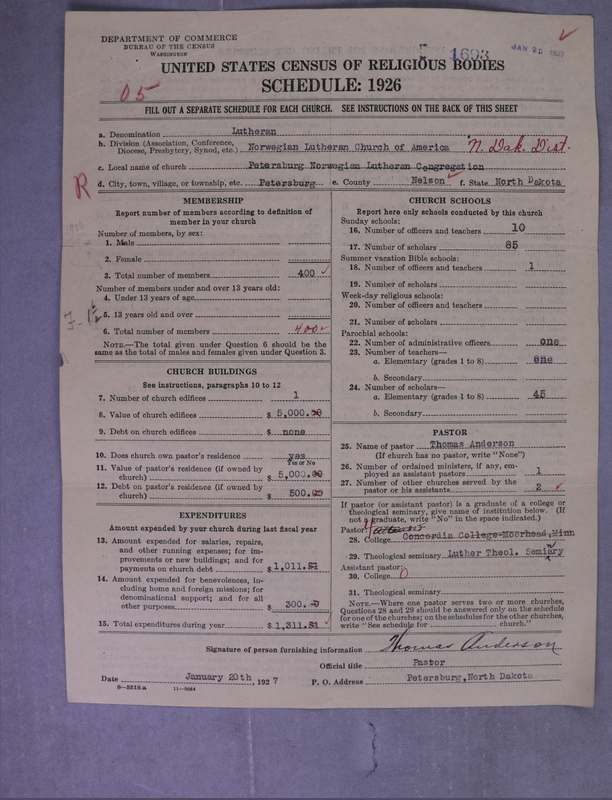 DEPARTMENT OF COMMERCE
BUREAU OF THE CENSUS
WASHINGTON
1693
JAN 25 1927
UNITED STATES CENSUS OF RELIGIOUS BODIES
SCHEDULE: 1926
05
FILL OUT A SEPARATE SCHEDULE FOR EACH CHURCH. SEE INSTRUCTIONS ON THE BACK OF THIS SHEET
a. Denomination Lutheran
b. Division (Association, Conference, Diocese, Presbytery, Synod, etc.) Norwegian Lutheran Church of America N. Dak. Dist.
c. Local name of church Petersburg Norwegian Lutheran Congregation
R
d. City, town, village, or township, etc. Petersburg e. County Nelson f. State North Dakota
MEMBERSHIP
Report number of members according to definition of
member in your church
Number of members, by sex:
1. Male
2. Female
3. Total number of members 400
Number of members under and over 13 years old:
4. Under 13 years of age
5. 13 years old and over
6. Total number of members 400
NOTE.—The total given under Question 6 should be the
same as the total of males and females given under Question 3.
CHURCH BUILDINGS
See instructions, paragraphs 10 to 12
7. Number of church edifices 1
8. Value of church edifices $ 5,000.00
9. Debt on church edifices $ none
10. Does church own pastor's residence yes
Yes or No
11. Value of pastor's residence (if owned by
church) $ 5,000.00
12. Debt on pastor's residence (if owned by
church) $ 500.00
EXPENDITURES
Amount expended by your church during last fiscal year
13. Amount expended for salaries, repairs,
and other running expenses; for im-
provements or new buildings; and for
payments on church debt $ 1,011.51
14. Amount expended for benevolences, in-
cluding home and foreign missions; for
denominational support; and for all
other purposes $ 300.
15. Total expenditures during year $ 1,311.51
CHURCH SCHOOLS
Report here only schools conducted by this church
Sunday schools:
16. Number of officers and teachers 10
17. Number of scholars 85
Summer vacation Bible schools:
18. Number of officers and teachers 1
19. Number of scholars
Week-day religious schools:
20. Number of officers and teachers
21. Number of scholars
Parochial schools:
22. Number of administrative officers one
23. Number of teachers—
a. Elementary (grades 1 to 8) one
b. Secondary
24. Number of scholars—
a. Elementary (grades 1 to 8) 45
b. Secondary
PASTOR
25. Name of pastor Thomas Anderson
(If church has no pastor, write "None")
26. Number of ordained ministers, if any, em-
ployed as assistant pastors 1
27. Number of other churches served by the
pastor or his assistants 2
If pastor (or assistant pastor) is a graduate of a college or
theological seminary, give name of institution below. (If
not a graduate, write "No" in the space indicated.)
Pastor:
28. College Concordia College-Moorhead, Minn
29. Theological seminary Luther Theol. Seminary
Assistant pastor:
30. College 0
31. Theological seminary
NOTE.—Where one pastor serves two or more churches,
Questions 28 and 29 should be answered only on the schedule
for one of the churches; on the schedules for the other churches,
write "See schedule for church."
Signature of person furnishing information Thomas Anderson
Official title Pastor
Date January 20th, 1927 P. O. Address Petersburg, North Dakota
8—5318a 11—9084